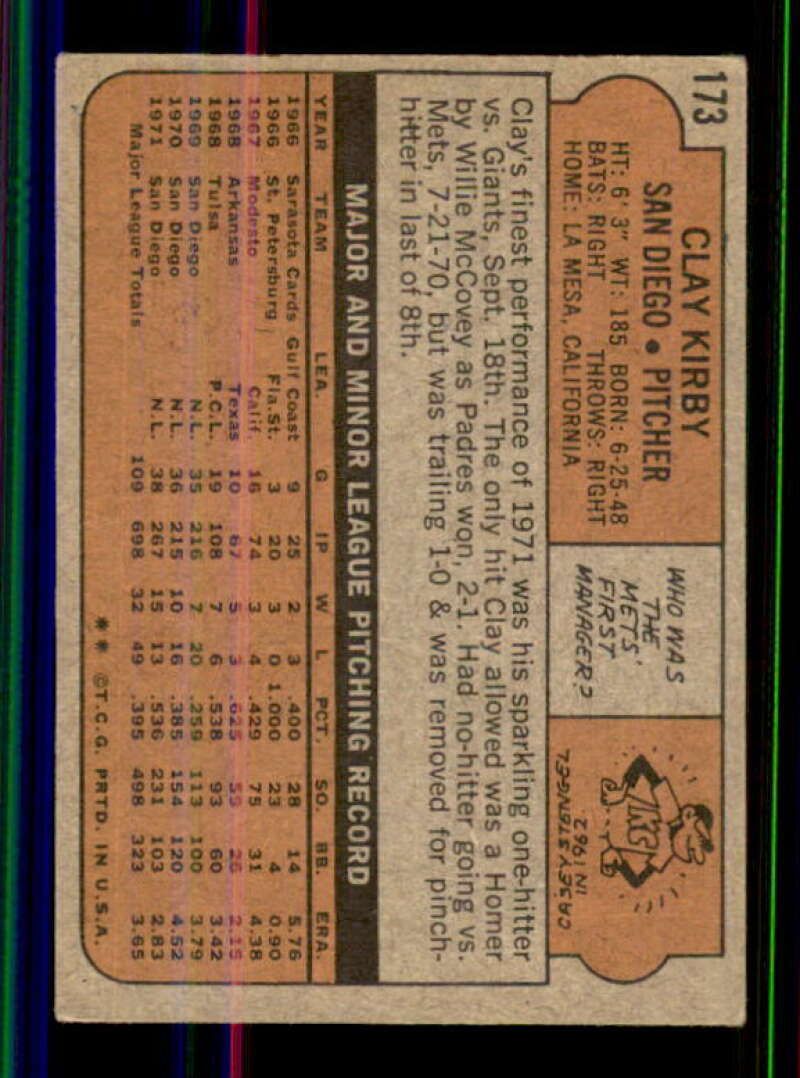 173
CLAY KIRBY
SAN DIEGO • PITCHER
HT: 6' 3" WT: 185 BORN: 6-25-48
BATS: RIGHT THROWS: RIGHT
HOME: LA MESA, CALIFORNIA
WHO WAS
THE
METS'
FIRST
MANAGER?
CASEY STENGEL
IN 1962
Clay's finest performance of 1971 was his sparkling one-hitter
vs. Giants, Sept. 18th. The only hit Clay allowed was a Homer
by Willie McCovey as Padres won, 2-1. Had no-hitter going vs.
Mets, 7-21-70, but was trailing 1-0 & was removed for pinch-
hitter in last of 8th.
MAJOR AND MINOR LEAGUE PITCHING RECORD
YEAR TEAM LEA. G IP W L PCT. SO. BB. ERA.
1966 Sarasota Cards Gulf Coast 9 25 2 3 .400 28 14 5.76
1966 St. Petersburg Fla.St. 3 20 3 0 1.000 23 4 0.90
1967 Modesto Calif. 16 74 3 4 .429 75 31 4.38
1968 Arkansas Texas 10 67 5 3 .625 59 26 2.15
1968 Tulsa P.C.L. 19 108 7 6 .538 93 60 3.42
1969 San Diego N.L. 35 216 7 20 .259 113 100 3.79
1970 San Diego N.L. 36 215 10 16 .385 154 120 4.52
1971 San Diego N.L. 38 267 15 13 .536 231 103 2.83
Major League Totals 109 698 32 49 .395 498 323 3.65
** ©T.C.G. PRTD. IN U.S.A.